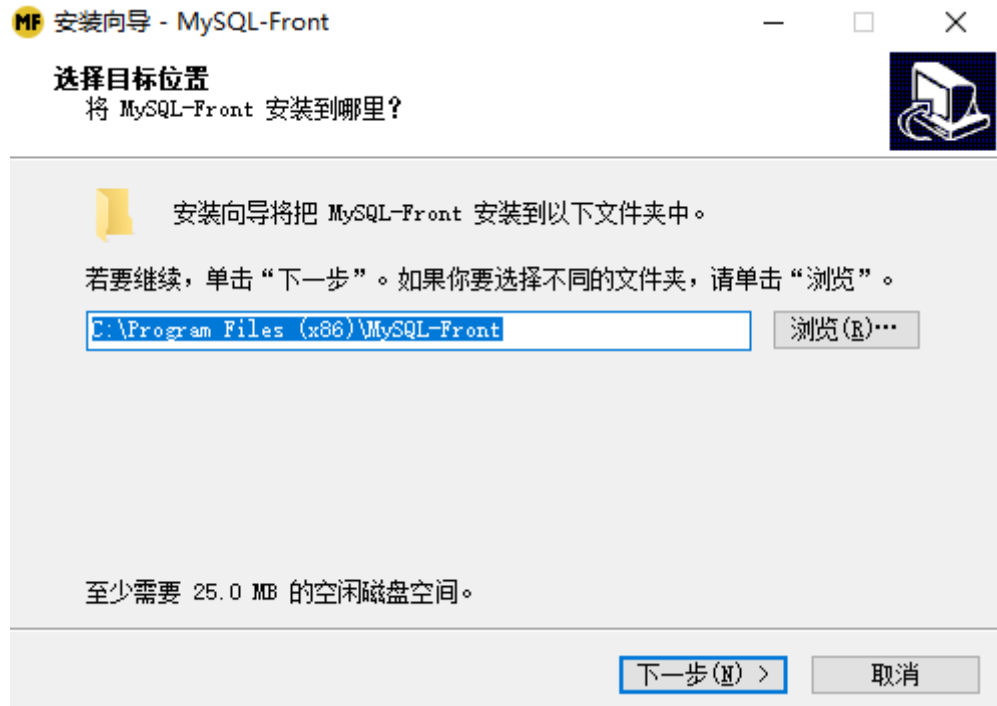 MF 安装向导 - MySQL-Front
选择目标位置
将 MySQL-Front 安装到哪里？
安装向导将把 MySQL-Front 安装到以下文件夹中。
若要继续，单击“下一步”。如果你要选择不同的文件夹，请单击“浏览”。
C:\Program Files (x86)\MySQL-Front
浏览(R)…
至少需要 25.0 MB 的空闲磁盘空间。
下一步(N) >
取消